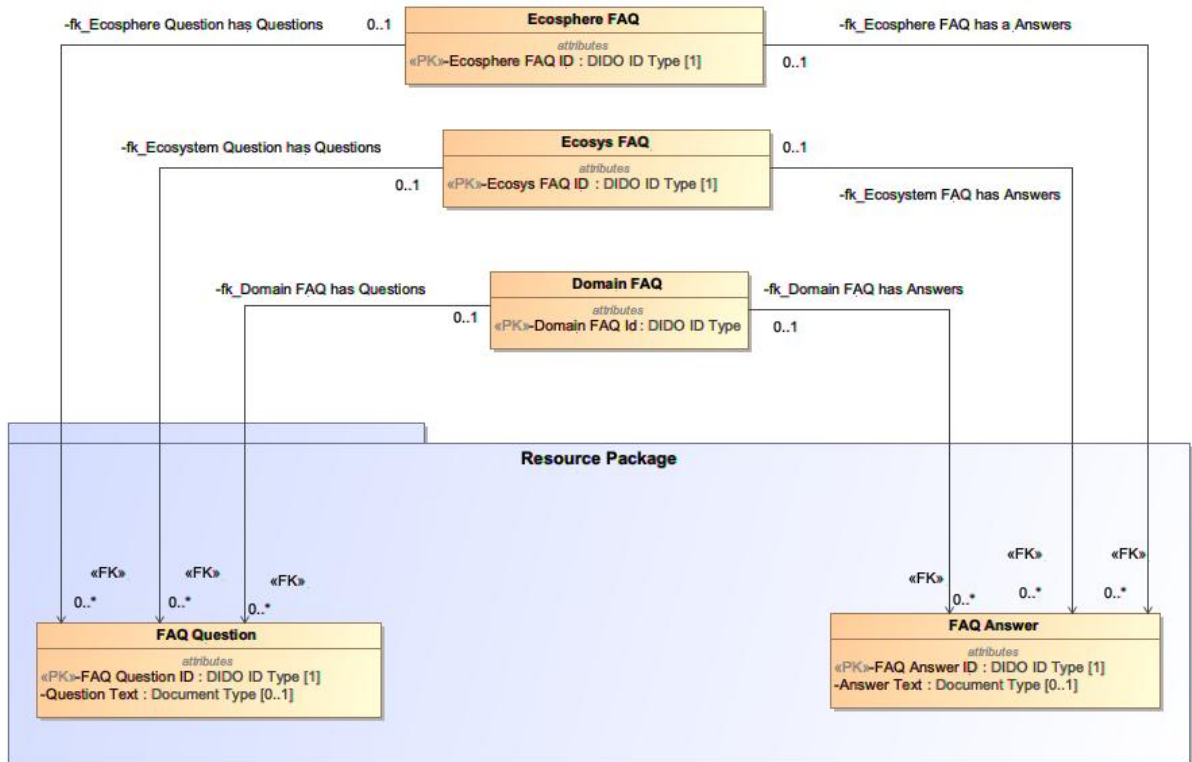 -fk_Ecosphere Question has Questions
0..1
Ecosphere FAQ
-fk_Ecosphere FAQ has a Answers
attributes
«PK»-Ecosphere FAQ ID : DIDO ID Type [1]
0..1
-fk_Ecosystem Question has Questions
0..1
Ecosys FAQ
0..1
attributes
«PK»-Ecosys FAQ ID : DIDO ID Type [1]
-fk_Ecosystem FAQ has Answers
-fk_Domain FAQ has Questions
0..1
Domain FAQ
-fk_Domain FAQ has Answers
attributes
«PK»-Domain FAQ Id : DIDO ID Type
0..1
Resource Package
«FK»
«FK»
«FK»
0..*
0..*
0..*
«FK»
«FK»
«FK»
0..*
0..*
0..*
FAQ Question
attributes
«PK»-FAQ Question ID : DIDO ID Type [1]
-Question Text : Document Type [0..1]
FAQ Answer
attributes
«PK»-FAQ Answer ID : DIDO ID Type [1]
-Answer Text : Document Type [0..1]